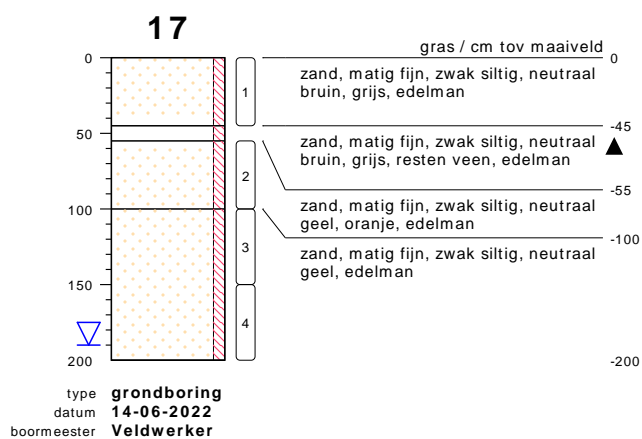 17
gras / cm tov maaiveld
0
0
zand, matig fijn, zwak siltig, neutraal
bruin, grijs, edelman
1
-45
50
zand, matig fijn, zwak siltig, neutraal
bruin, grijs, resten veen, edelman
2
-55
zand, matig fijn, zwak siltig, neutraal
geel, oranje, edelman
100
-100
zand, matig fijn, zwak siltig, neutraal
geel, edelman
3
150
4
200
-200
type grondboring
datum 14-06-2022
boormeester Veldwerker